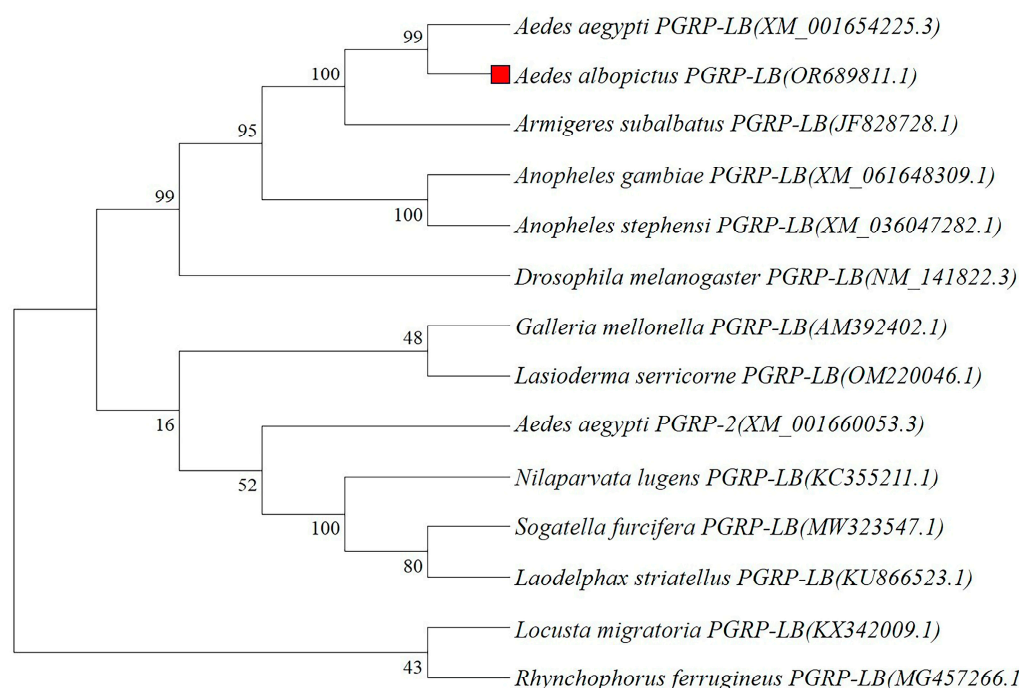 Aedes aegypti PGRP-LB(XM_001654225.3)
99
Aedes albopictus PGRP-LB(OR689811.1)
100
Armigeres subalbatus PGRP-LB(JF828728.1)
95
Anopheles gambiae PGRP-LB(XM_061648309.1)
99
100
Anopheles stephensi PGRP-LB(XM_036047282.1)
Drosophila melanogaster PGRP-LB(NM_141822.3)
Galleria mellonella PGRP-LB(AM392402.1)
48
Lasioderma serricorne PGRP-LB(OM220046.1)
16
Aedes aegypti PGRP-2(XM_001660053.3)
52
Nilaparvata lugens PGRP-LB(KC355211.1)
100
Sogatella furcifera PGRP-LB(MW323547.1)
80
Laodelphax striatellus PGRP-LB(KU866523.1)
Locusta migratoria PGRP-LB(KX342009.1)
43
Rhynchophorus ferrugineus PGRP-LB(MG457266.1